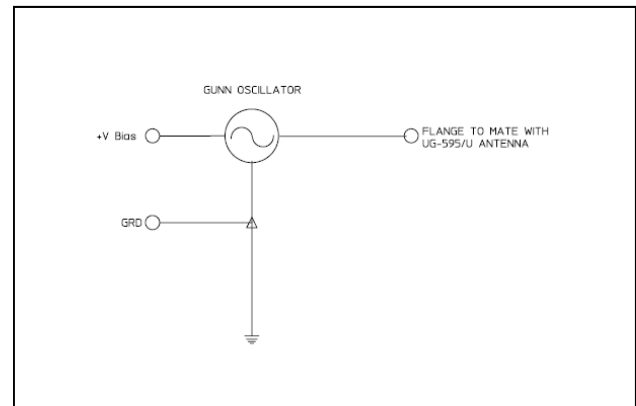 GUNN OSCILLATOR
+V Bias
FLANGE TO MATE WITH
UG-595/U ANTENNA
GRD